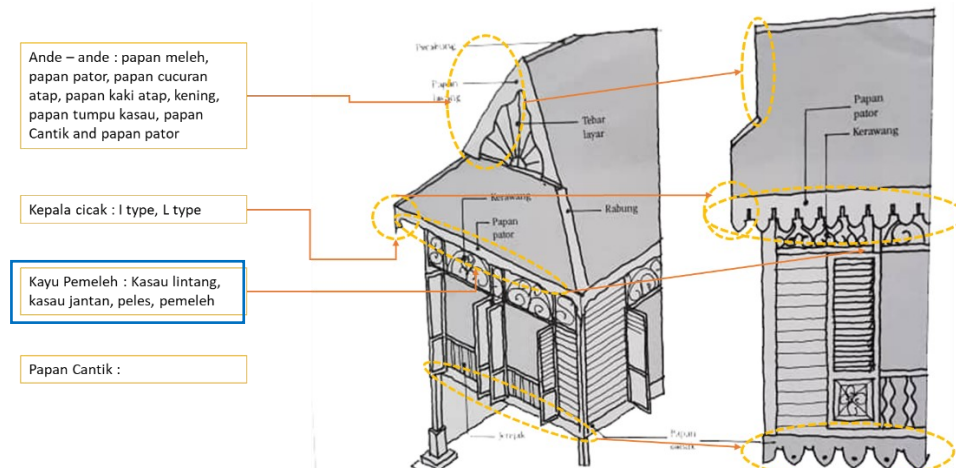 Ande – ande : papan meleh,
papan pator, papan cucuran
atap, papan kaki atap, kening,
papan tumpu kasau, papan
Cantik and papan pator
Kepala cicak : I type, L type
Kayu Pemeleh : Kasau lintang,
kasau jantan, peles, pemeleh
Papan Cantik :
Papan
Tebar
layar
Kerawang
Papan
pator
Rabung
Papan
pator
Kerawang
Papan